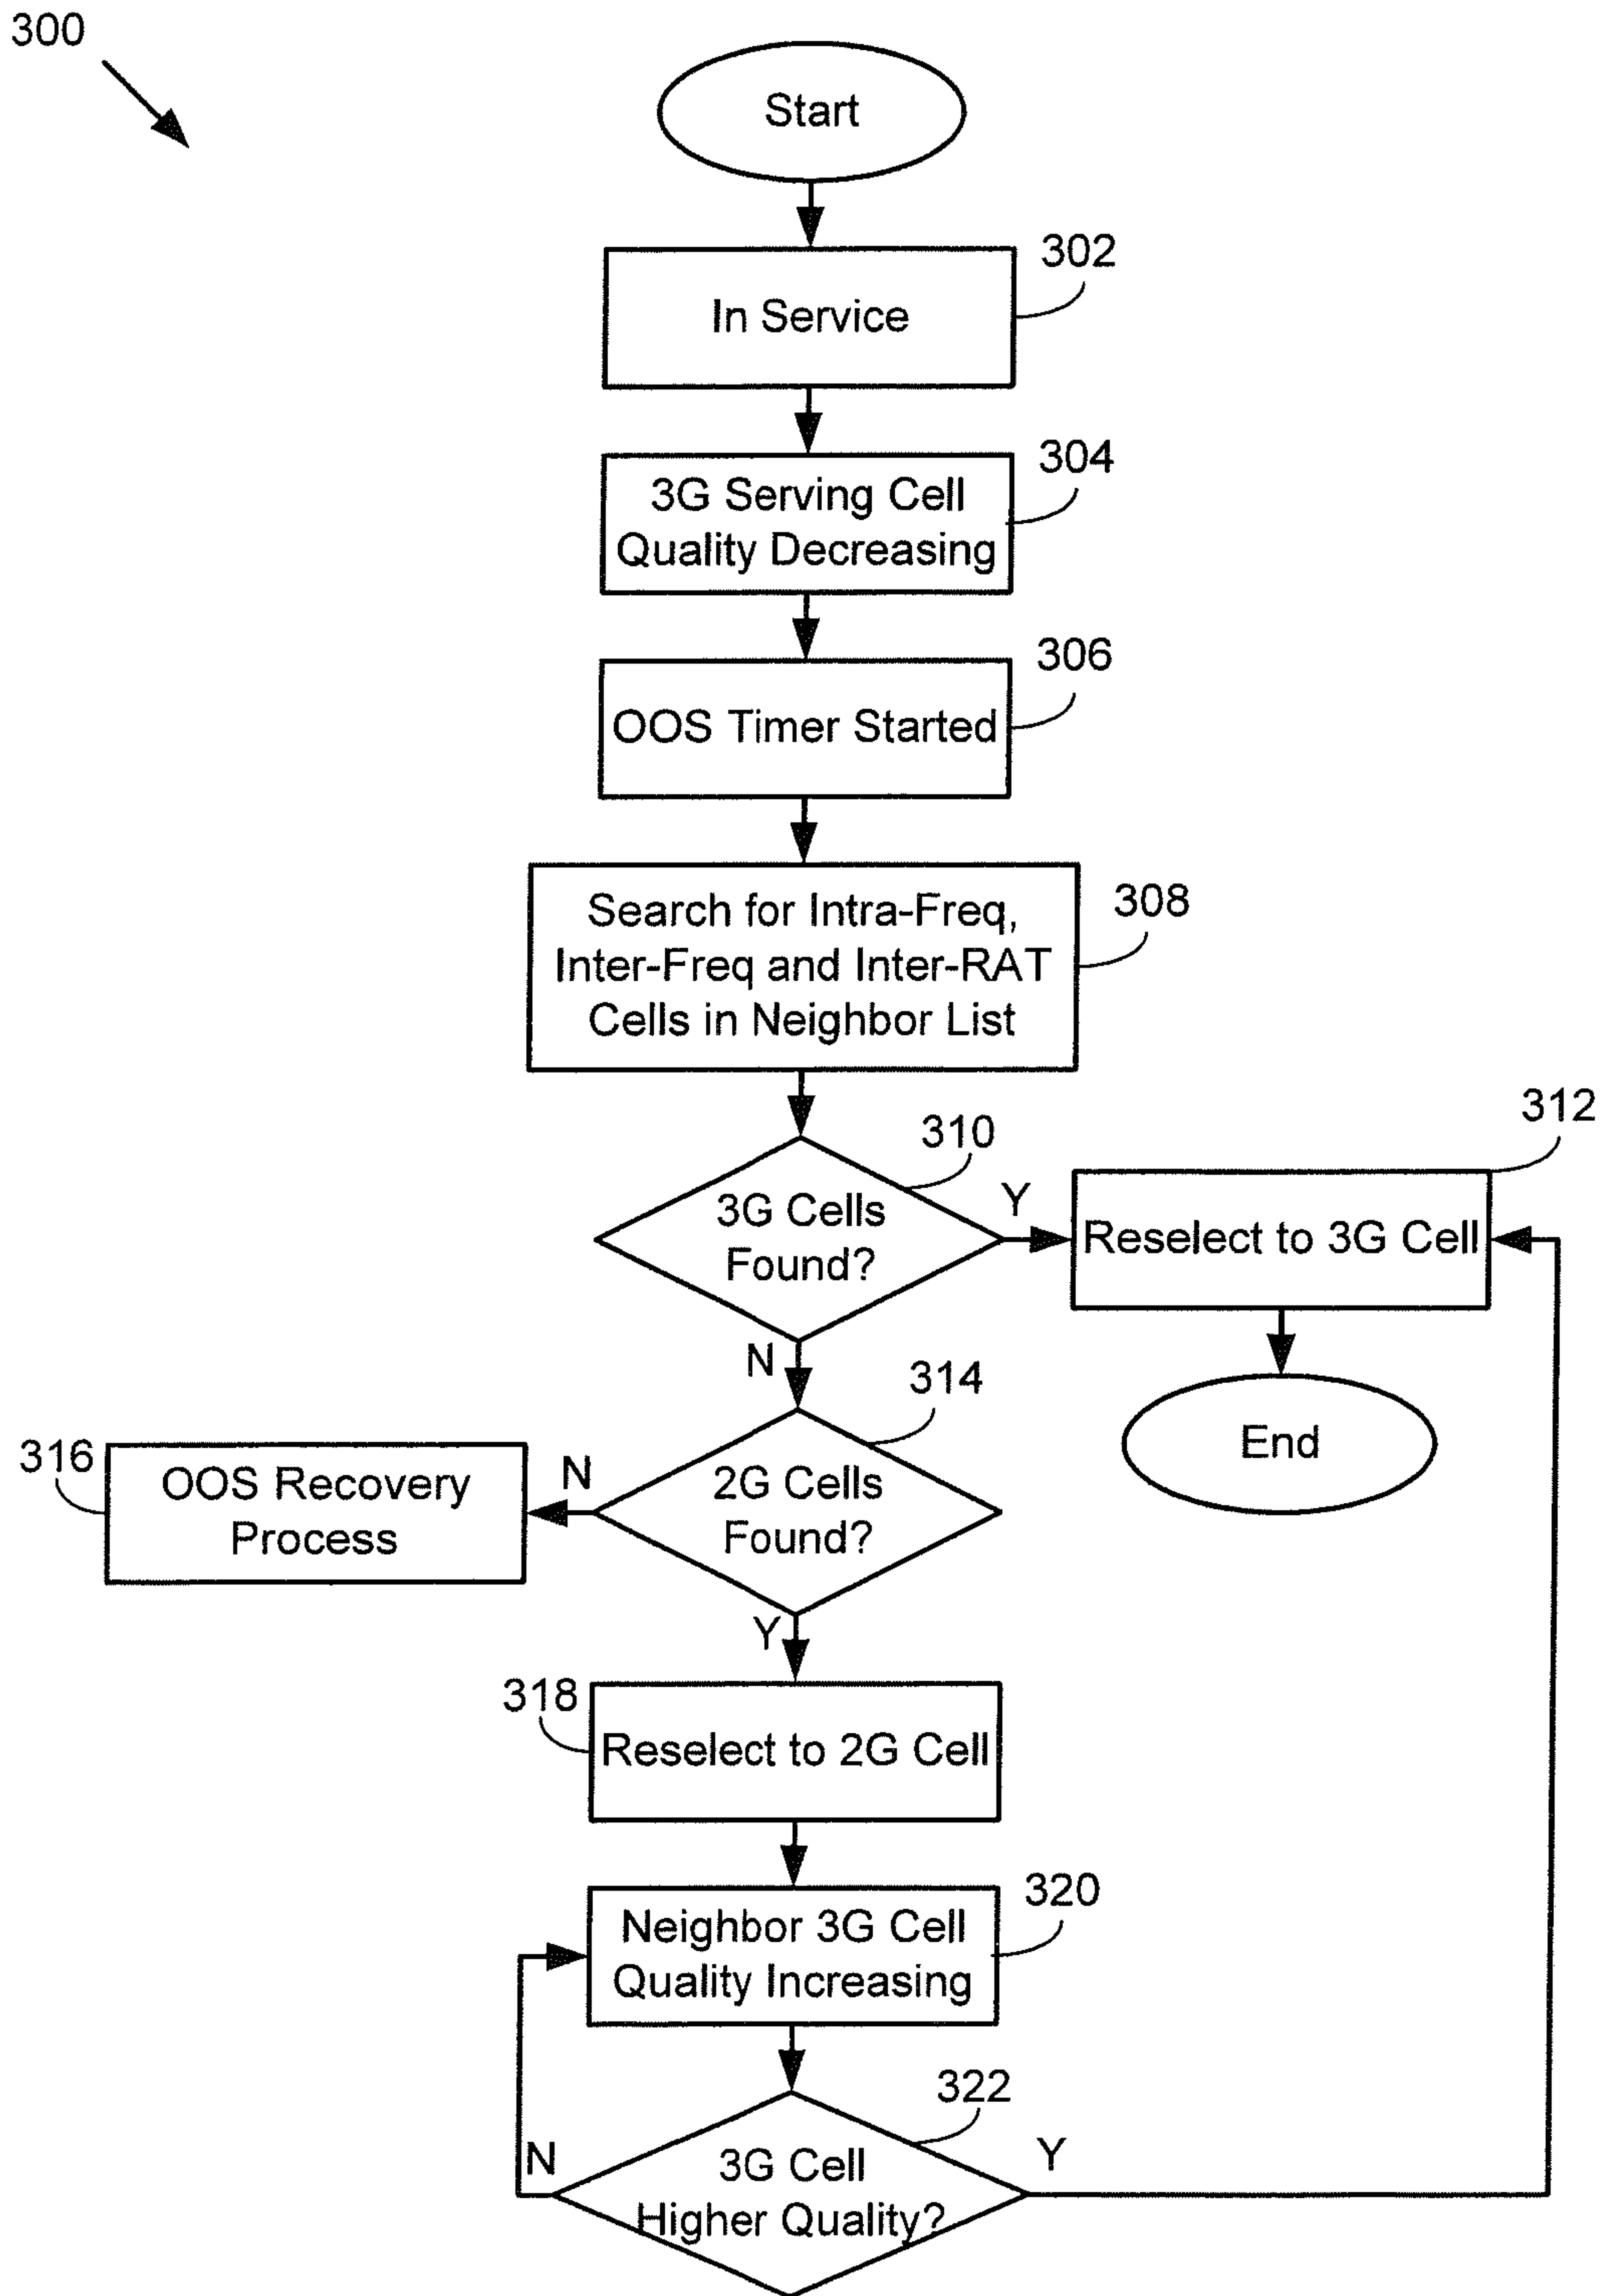 300
Start
302
In Service
304
3G Serving Cell
Quality Decreasing
306
OOS Timer Started
308
Search for Intra-Freq,
Inter-Freq and Inter-RAT
Cells in Neighbor List
310
3G Cells
Found?
Y
312
Reselect to 3G Cell
End
N
314
2G Cells
Found?
N
316
OOS Recovery
Process
Y
318
Reselect to 2G Cell
320
Neighbor 3G Cell
Quality Increasing
322
3G Cell
Higher Quality?
N
Y